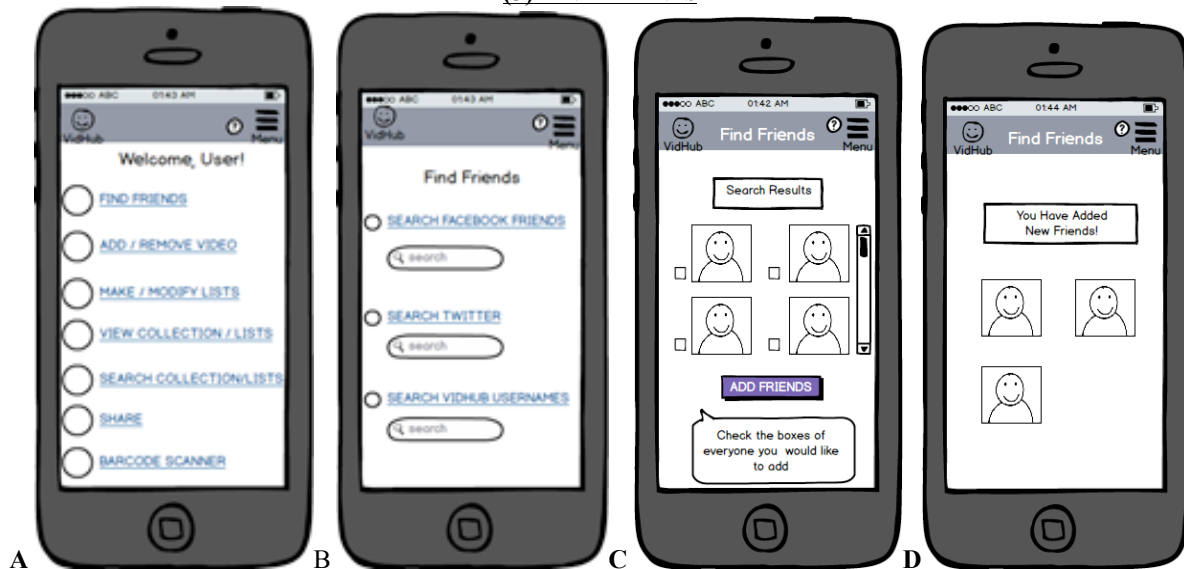 ●●●○○ ABC 01:43 AM
VidHub
?
Menu
Welcome, User!
FIND FRIENDS
ADD / REMOVE VIDEO
MAKE / MODIFY LISTS
VIEW COLLECTION / LISTS
SEARCH COLLECTION/LISTS
SHARE
BARCODE SCANNER
A
●●●○○ ABC 01:43 AM
VidHub
?
Menu
Find Friends
SEARCH FACEBOOK FRIENDS
search
SEARCH TWITTER
search
SEARCH VIDHUB USERNAMES
search
B
●●●○○ ABC 01:42 AM
VidHub
Find Friends
?
Menu
Search Results
ADD FRIENDS
Check the boxes of
everyone you would like
to add
C
●●●○○ ABC 01:44 AM
VidHub
Find Friends
?
Menu
You Have Added
New Friends!
D